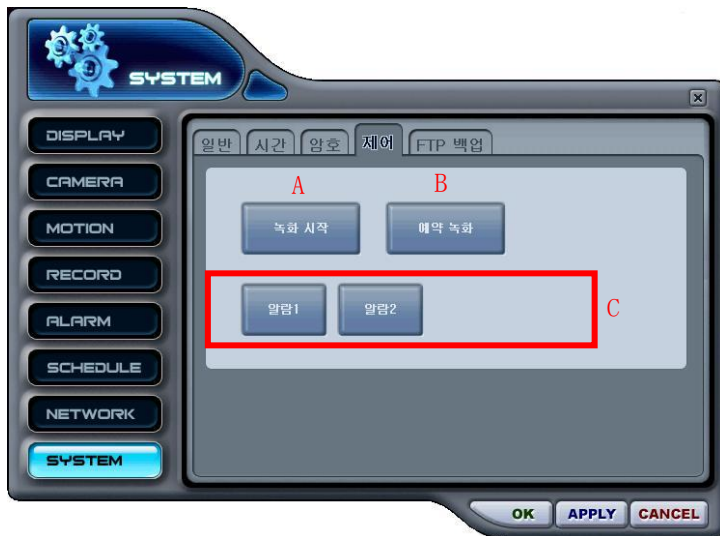 SYSTEM
DISPLAY
일반 시간 암호 제어 FTP 백업
CAMERA
A B
MOTION
녹화 시작 예약 녹화
RECORD
ALARM
알람1 알람2 C
SCHEDULE
NETWORK
SYSTEM
OK APPLY CANCEL